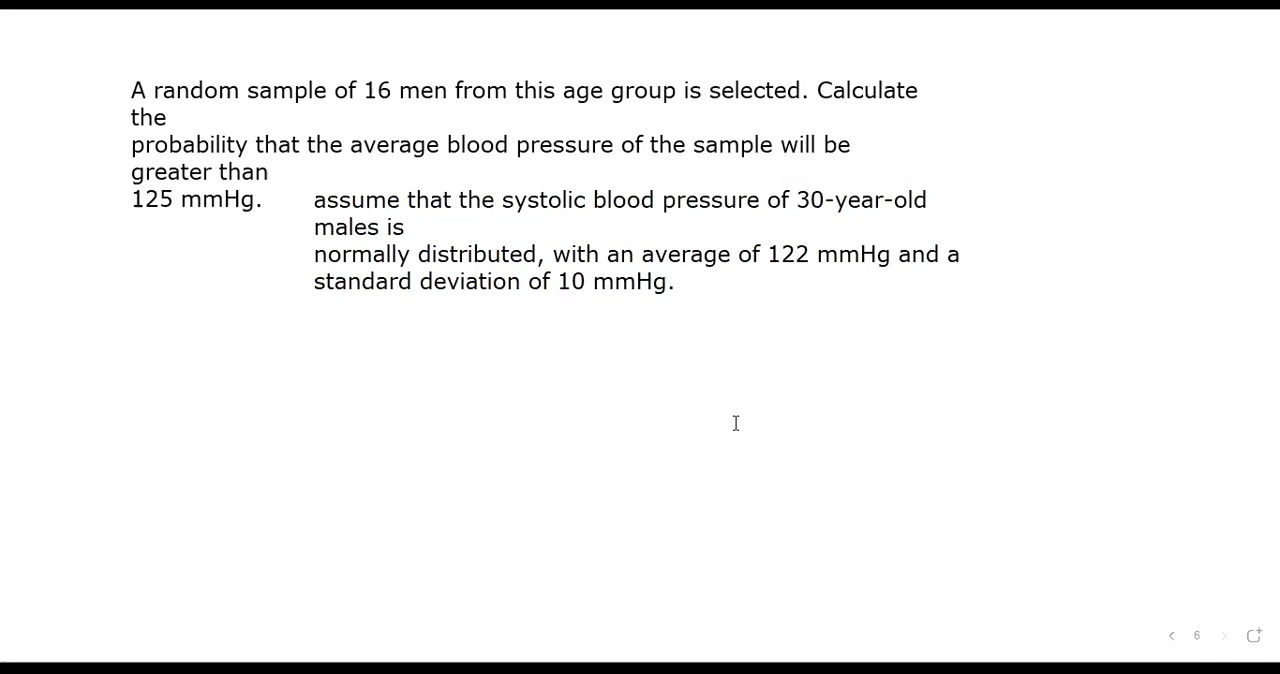 A random sample of 16 men from this age group is selected. Calculate
the
probability that the average blood pressure of the sample will be
greater than
125 mmHg.
assume that the systolic blood pressure of 30-year-old
males is
normally distributed, with an average of 122 mmHg and a
standard deviation of 10 mmHg.
6